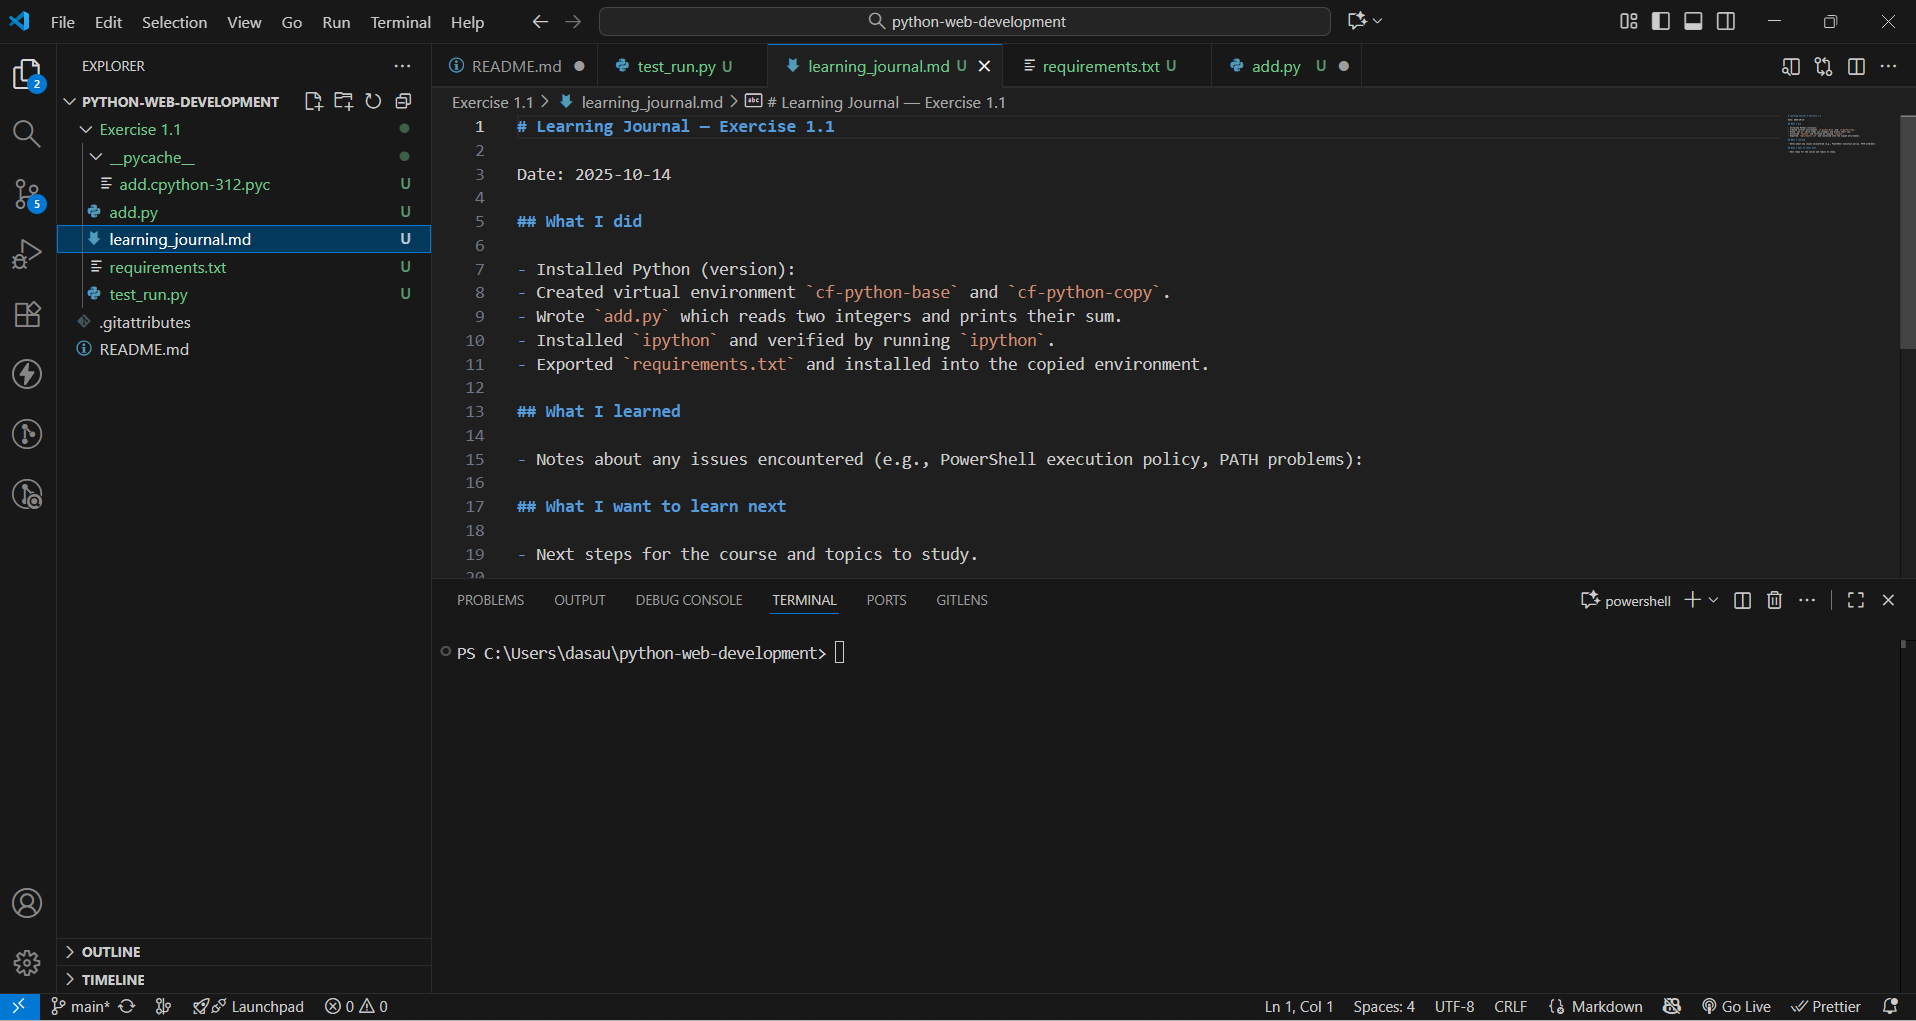 File Edit Selection View Go Run Terminal Help python-web-development
EXPLORER
README.md test_run.py U learning_journal.md U requirements.txt U add.py U
PYTHON-WEB-DEVELOPMENT
Exercise 1.1 learning_journal.md # Learning Journal — Exercise 1.1
2
5
Exercise 1.1
__pycache__
add.cpython-312.pyc U
add.py U
learning_journal.md U
requirements.txt U
test_run.py U
.gitattributes
README.md
1 # Learning Journal — Exercise 1.1
2
3 Date: 2025-10-14
4
5 ## What I did
6
7 - Installed Python (version):
8 - Created virtual environment `cf-python-base` and `cf-python-copy`.
9 - Wrote `add.py` which reads two integers and prints their sum.
10 - Installed `ipython` and verified by running `ipython`.
11 - Exported `requirements.txt` and installed into the copied environment.
12
13 ## What I learned
14
15 - Notes about any issues encountered (e.g., PowerShell execution policy, PATH problems):
16
17 ## What I want to learn next
18
19 - Next steps for the course and topics to study.
20
PROBLEMS OUTPUT DEBUG CONSOLE TERMINAL PORTS GITLENS powershell
PS C:\Users\dasau\python-web-development>
OUTLINE
TIMELINE
main* Launchpad 0 0 Ln 1, Col 1 Spaces: 4 UTF-8 CRLF Markdown Go Live Prettier